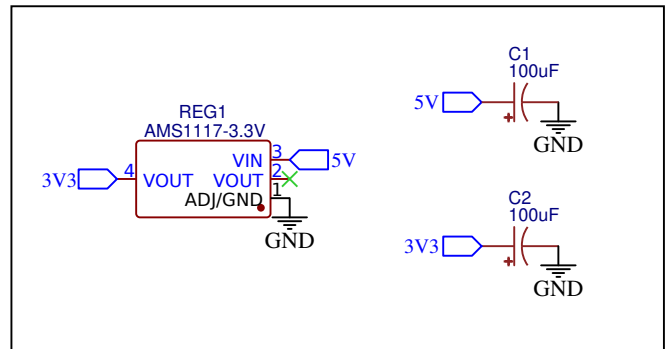 REG1
AMS1117-3.3V
3V3
4
VOUT
VIN
3
5V
VOUT
2
ADJ/GND
1
GND
C1
100uF
5V
+
GND
C2
100uF
3V3
+
GND